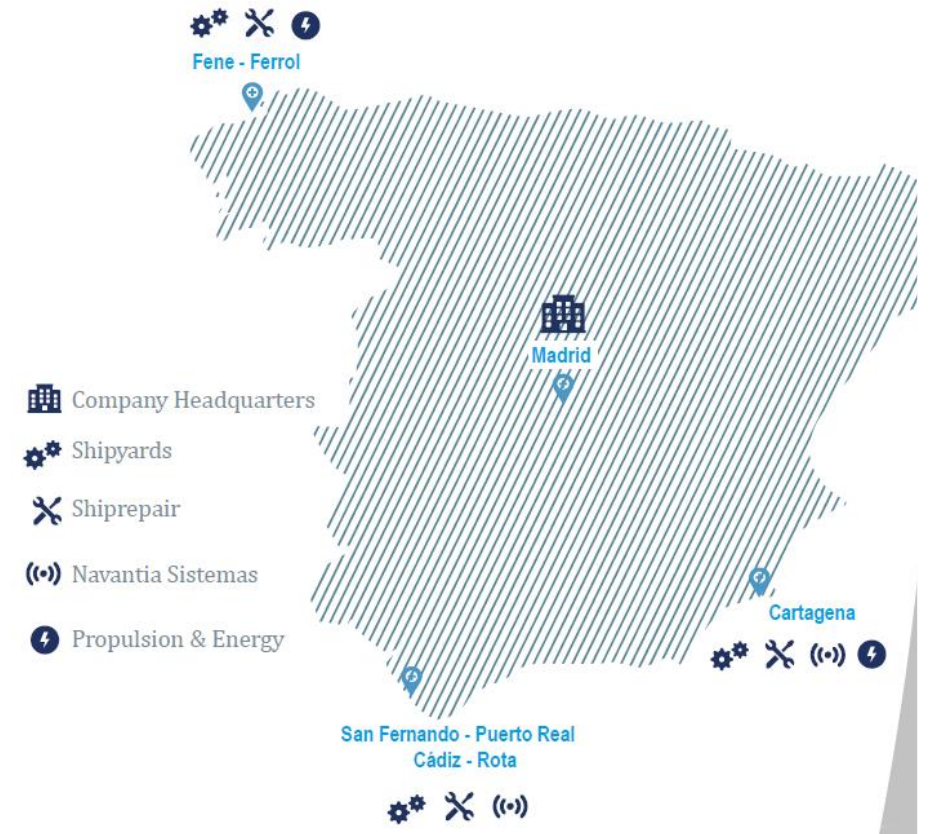 Fene - Ferrol
Madrid
Company Headquarters
Shipyards
Shiprepair
Navantia Sistemas
Propulsion & Energy
Cartagena
San Fernando - Puerto Real
Cádiz - Rota